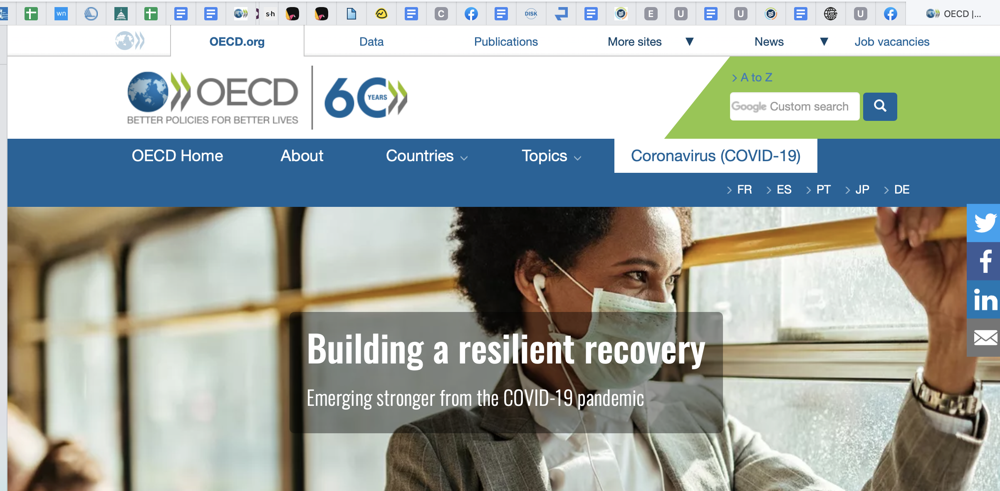 wn
s·h
C
DISK
E
U
U
icde
U
OECD |...
OECD.org
Data
Publications
More sites
News
Job vacancies
OECD
BETTER POLICIES FOR BETTER LIVES
60 YEARS
A to Z
Google Custom search
OECD Home
About
Countries
Topics
Coronavirus (COVID-19)
FR
ES
PT
JP
DE
Building a resilient recovery
Emerging stronger from the COVID-19 pandemic